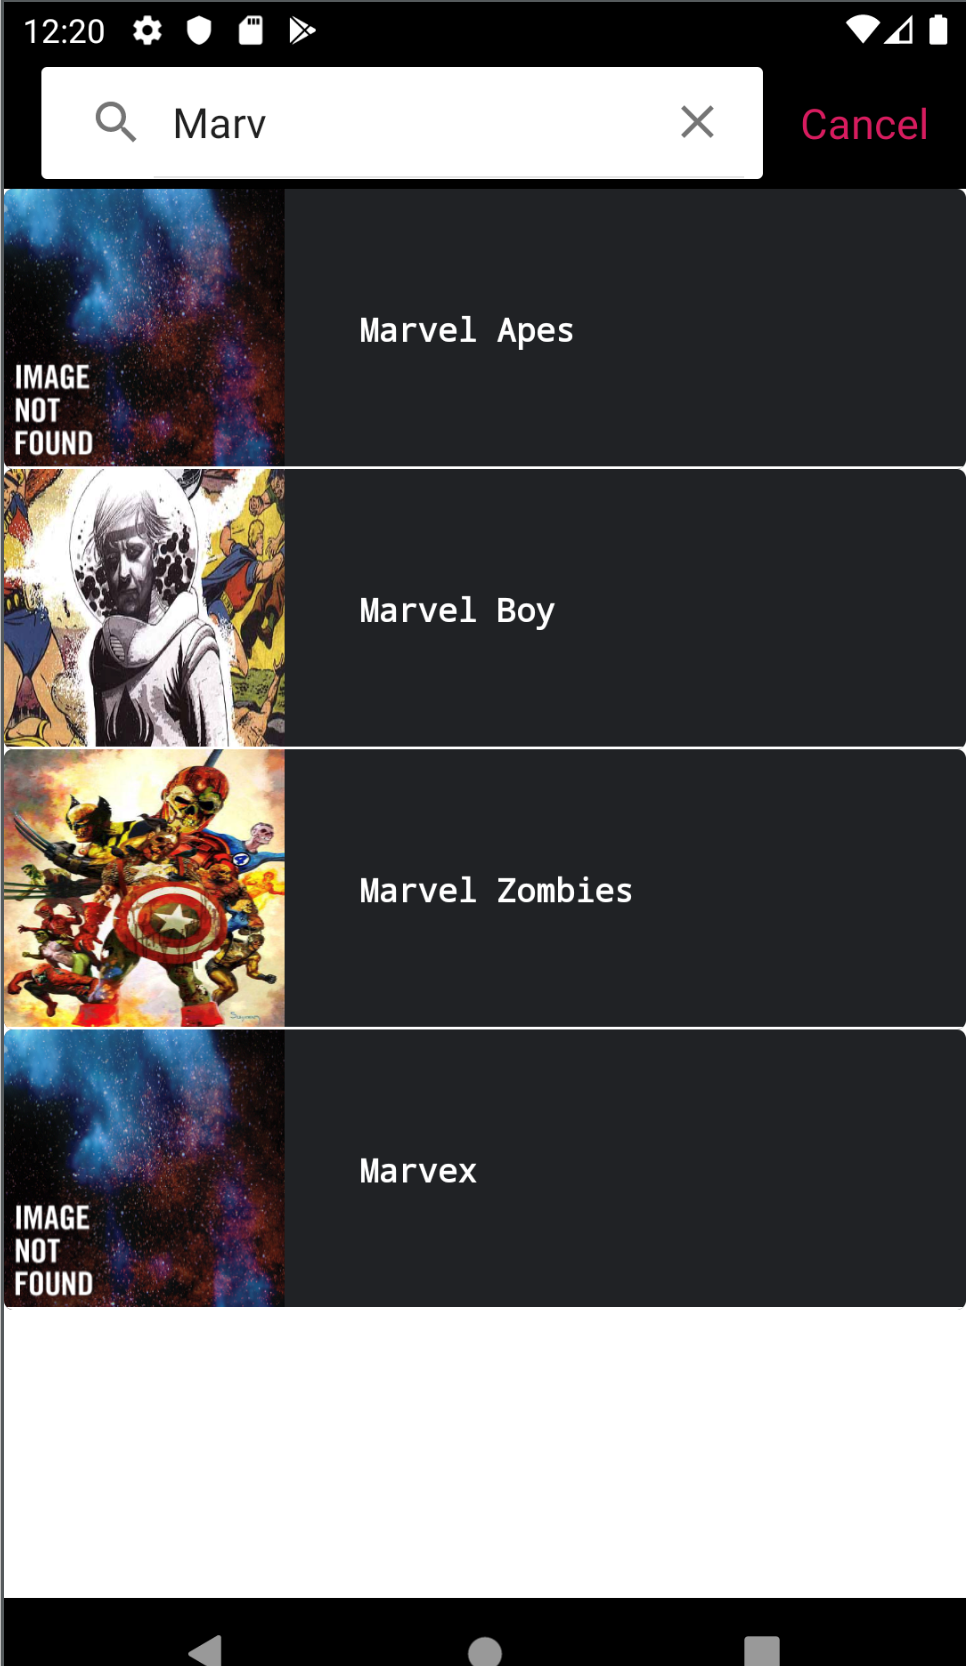 12:20
Marv
Cancel
Marvel Apes
IMAGE
NOT
FOUND
Marvel Boy
Marvel Zombies
Marvex
IMAGE
NOT
FOUND